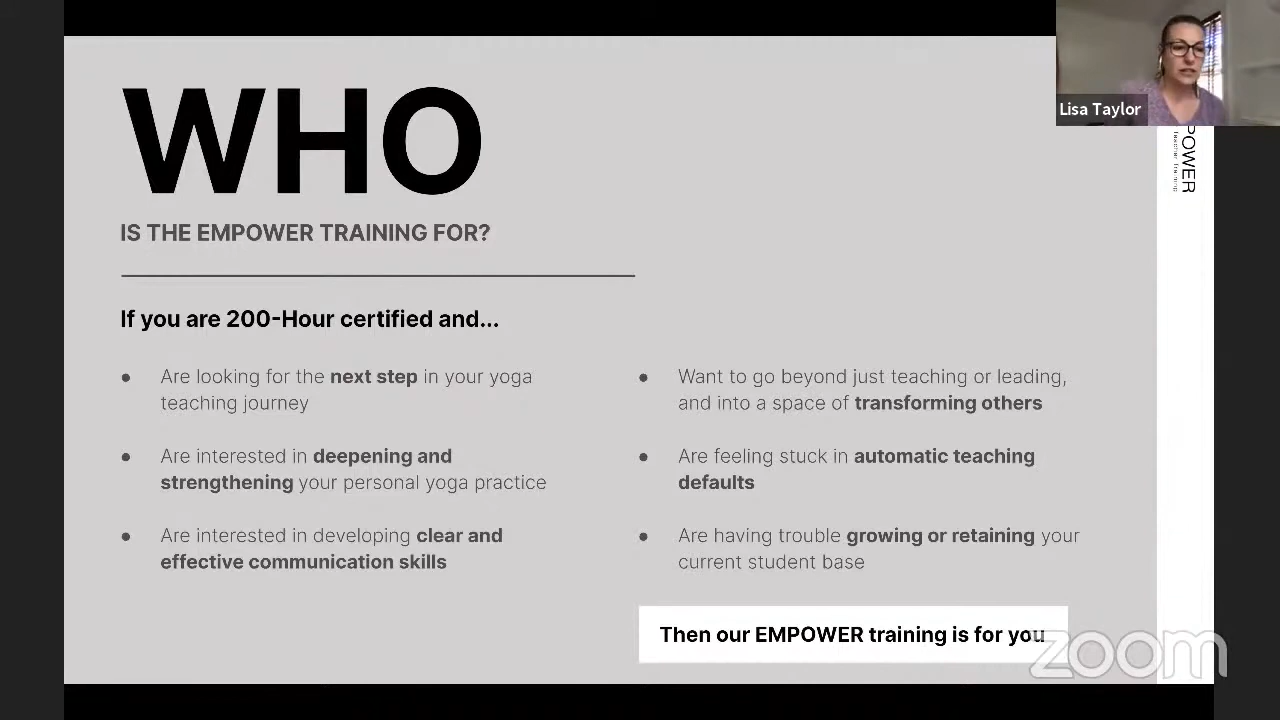 WHO
IS THE EMPOWER TRAINING FOR?
If you are 200-Hour certified and...
● Are looking for the next step in your yoga
teaching journey
● Are interested in deepening and
strengthening your personal yoga practice
● Are interested in developing clear and
effective communication skills
● Want to go beyond just teaching or leading,
and into a space of transforming others
● Are feeling stuck in automatic teaching
defaults
● Are having trouble growing or retaining your
current student base
Then our EMPOWER training is for you
Lisa Taylor
POWER
Teacher Training
zoom